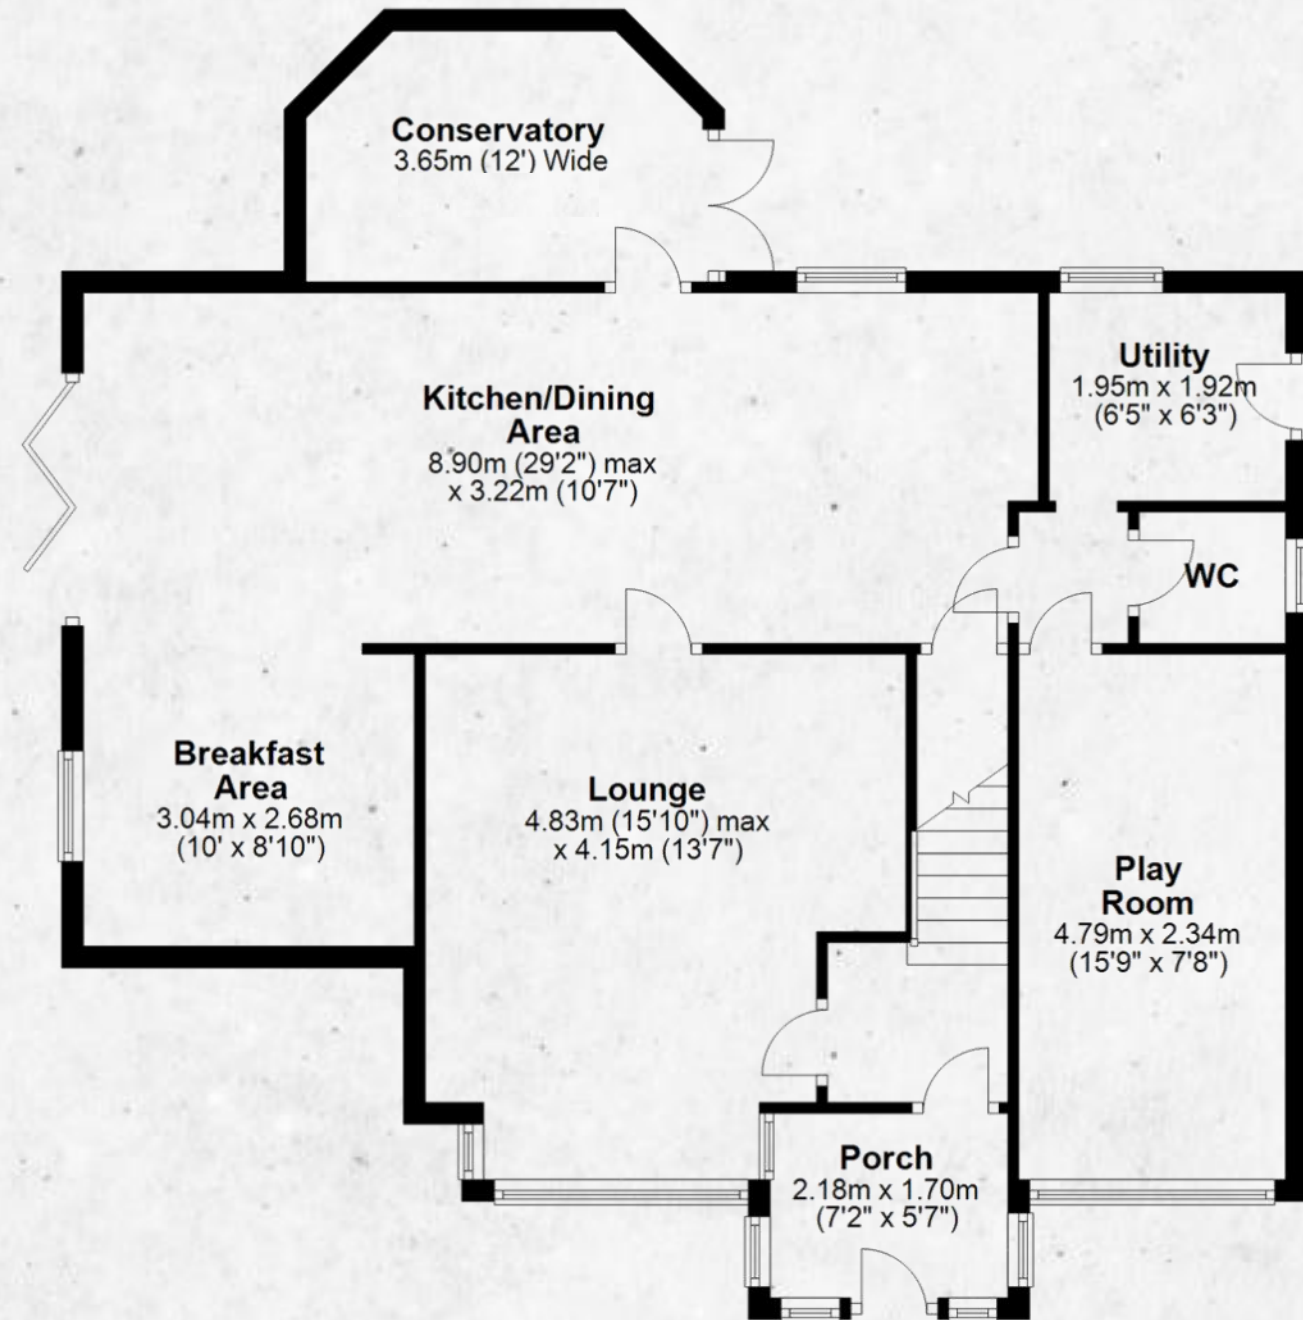 Conservatory
3.65m (12') Wide
Kitchen/Dining
Area
8.90m (29'2") max
x 3.22m (10'7")
Utility
1.95m x 1.92m
(6'5" x 6'3")
WC
Breakfast
Area
3.04m x 2.68m
(10' x 8'10")
Lounge
4.83m (15'10") max
x 4.15m (13'7")
Play
Room
4.79m x 2.34m
(15'9" x 7'8")
Porch
2.18m x 1.70m
(7'2" x 5'7")